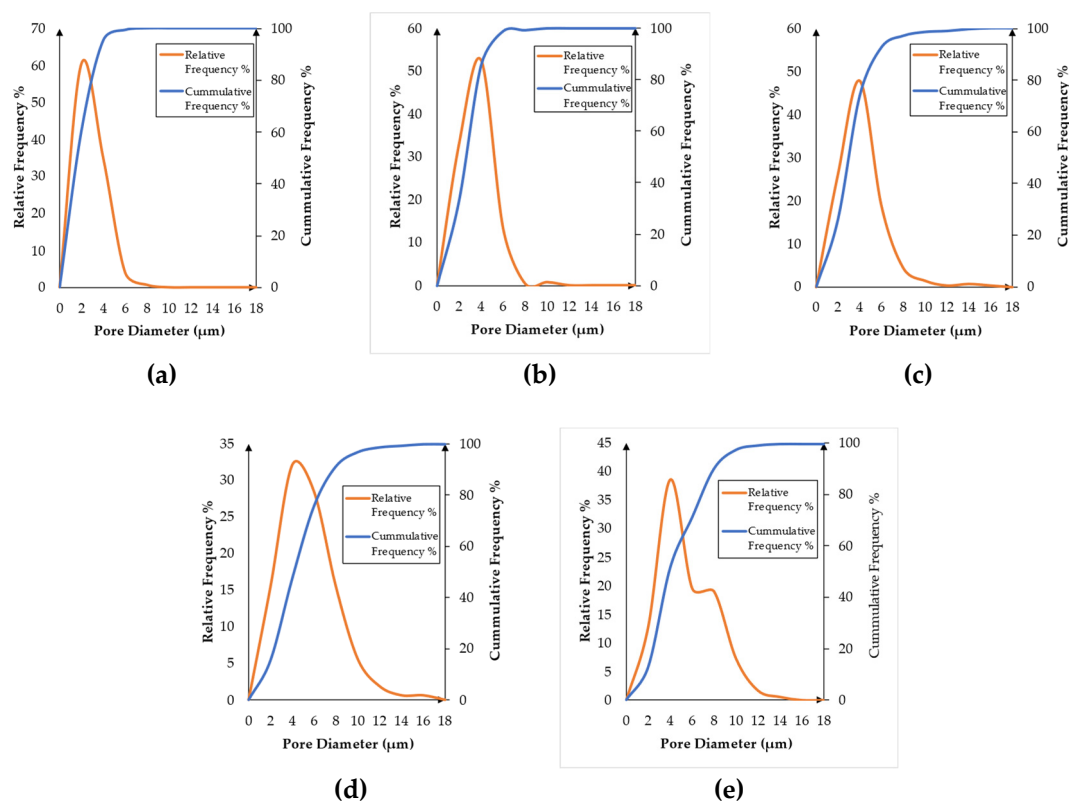 70
60
50
40
30
20
10
0
Relative Frequency %
100
80
60
40
20
0
Cummulative Frequency %
Relative
Frequency %
Cummulative
Frequency %
0 2 4 6 8 10 12 14 16 18
Pore Diameter (μm)
(a)
60
50
40
30
20
10
0
Relative Frequency %
100
80
60
40
20
0
Cummulative Frequency %
Relative
Frequency %
Cummulative
Frequency %
0 2 4 6 8 10 12 14 16 18
Pore Diameter (μm)
(b)
60
50
40
30
20
10
0
Relative Frequency %
100
80
60
40
20
0
Cummulative Frequency %
Relative
Frequency %
Cummulative
Frequency %
0 2 4 6 8 10 12 14 16 18
Pore Diameter (μm)
(c)
35
30
25
20
15
10
5
0
Relative Frequency %
100
80
60
40
20
0
Cummulative Frequency %
Relative
Frequency %
Cummulative
Frequency %
0 2 4 6 8 10 12 14 16 18
Pore Diameter (μm)
(d)
45
40
35
30
25
20
15
10
5
0
Relative Frequency %
100
80
60
40
20
0
Cummulative Frequency %
Relative
Frequency %
Cummulative
Frequency %
0 2 4 6 8 10 12 14 16 18
Pore Diameter (μm)
(e)